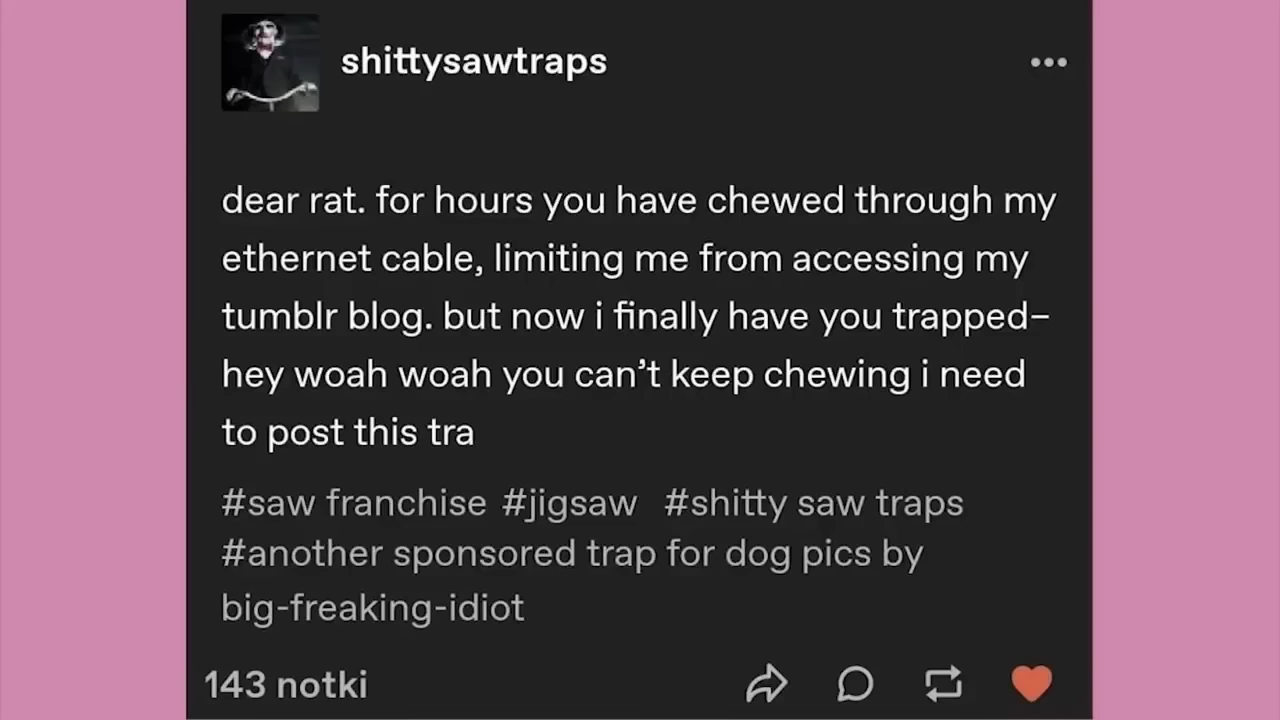 shittysawtraps
dear rat. for hours you have chewed through my
ethernet cable, limiting me from accessing my
tumblr blog. but now i finally have you trapped–
hey woah woah you can’t keep chewing i need
to post this tra
#saw franchise #jigsaw #shitty saw traps
#another sponsored trap for dog pics by
big-freaking-idiot
143 notki